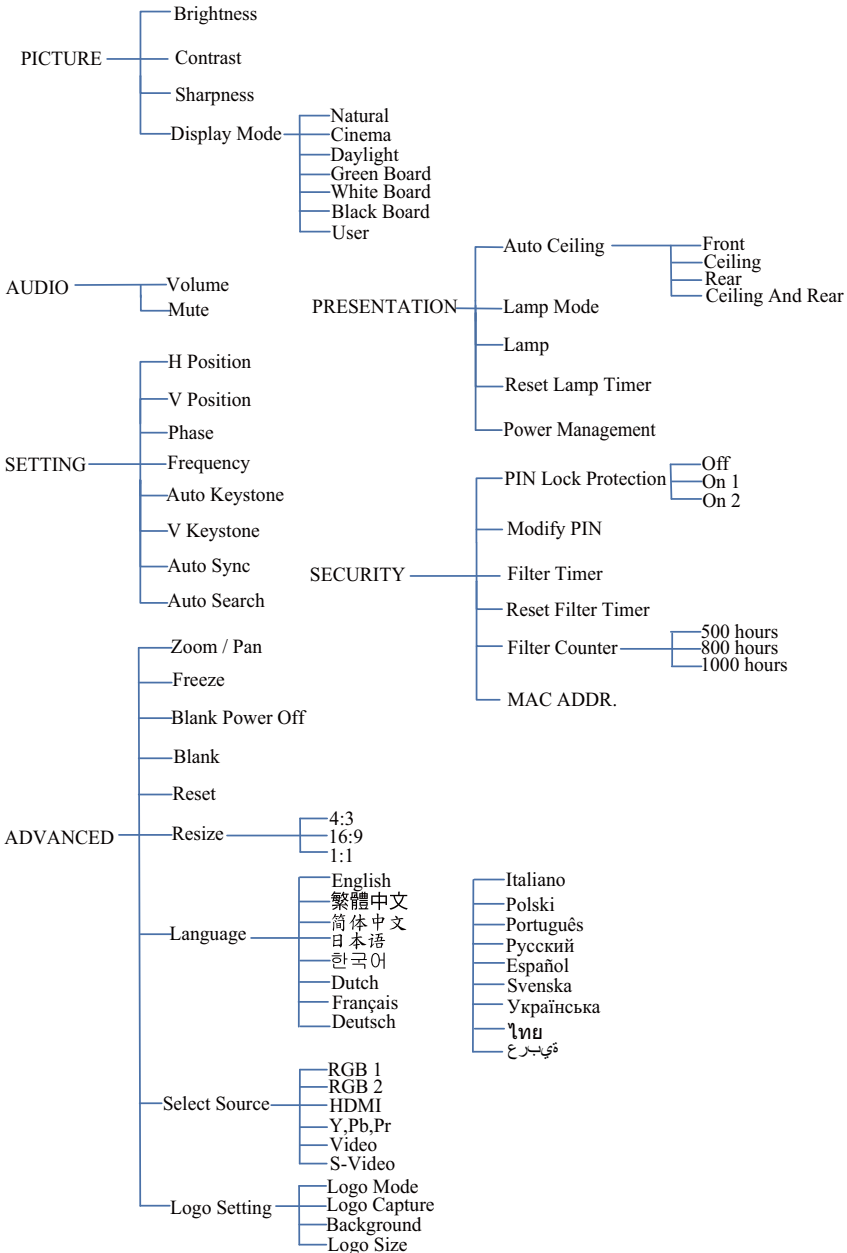 PICTURE
Brightness
Contrast
Sharpness
Display Mode
Natural
Cinema
Daylight
Green Board
White Board
Black Board
User
AUDIO
Volume
Mute
SETTING
H Position
V Position
Phase
Frequency
Auto Keystone
V Keystone
Auto Sync
Auto Search
ADVANCED
Zoom / Pan
Freeze
Blank Power Off
Blank
Reset
Resize
4:3
16:9
1:1
Language
English
繁體中文
简体中文
日本语
한국어
Dutch
Français
Deutsch
Italiano
Polski
Português
Русский
Español
Svenska
Українська
ไทย
ةيبرع
Select Source
RGB 1
RGB 2
HDMI
Y,Pb,Pr
Video
S-Video
Logo Setting
Logo Mode
Logo Capture
Background
Logo Size
PRESENTATION
Auto Ceiling
Front
Ceiling
Rear
Ceiling And Rear
Lamp Mode
Lamp
Reset Lamp Timer
Power Management
SECURITY
PIN Lock Protection
Off
On 1
On 2
Modify PIN
Filter Timer
Reset Filter Timer
Filter Counter
500 hours
800 hours
1000 hours
MAC ADDR.